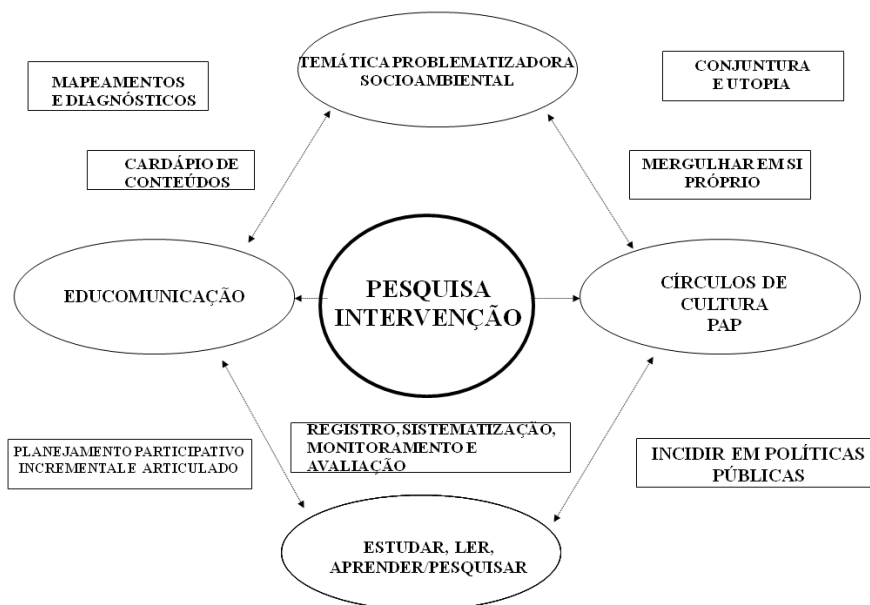 TEMÁTICA PROBLEMATIZADORA
SOCIOAMBIENTAL
MAPEAMENTOS
E DIAGNÓSTICOS
CONJUNTURA
E UTOPIA
CARDÁPIO DE
CONTEÚDOS
MERGULHAR EM SI
PRÓPRIO
EDUCOMUNICAÇÃO
PESQUISA
INTERVENÇÃO
CÍRCULOS DE
CULTURA
PAP
PLANEJAMENTO PARTICIPATIVO
INCREMENTAL E ARTICULADO
REGISTRO, SISTEMATIZAÇÃO,
MONITORAMENTO E
AVALIAÇÃO
INCIDIR EM POLÍTICAS
PÚBLICAS
ESTUDAR, LER,
APRENDER/PESQUISAR